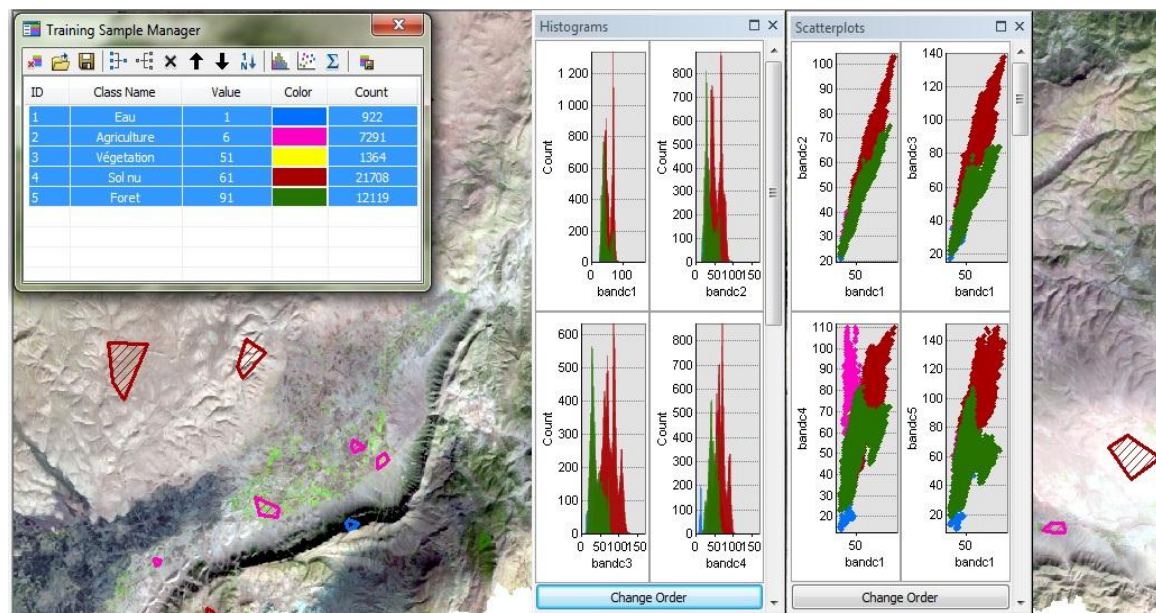 Training Sample Manager
ID Class Name Value Color Count
1 Eau 1 922
2 Agriculture 6 7291
3 Végetation 51 1364
4 Sol nu 61 21708
5 Foret 91 12119
Histograms
1 200
1 000
800
600
400
200
0
Count
0 100
bandc1
800
700
600
500
400
300
200
100
0
Count
0 50 100 150
bandc2
600
500
400
300
200
100
0
Count
0 50 100 150
bandc3
800
700
600
500
400
300
200
100
0
Count
0 50 100 150
bandc4
Change Order
Scatterplots
100
90
80
70
60
50
40
30
20
bandc2
50
bandc1
140
120
100
80
60
40
20
bandc3
50
bandc1
110
100
90
80
70
60
50
40
30
20
bandc4
50
bandc1
140
120
100
80
60
40
20
bandc5
50
bandc1
Change Order